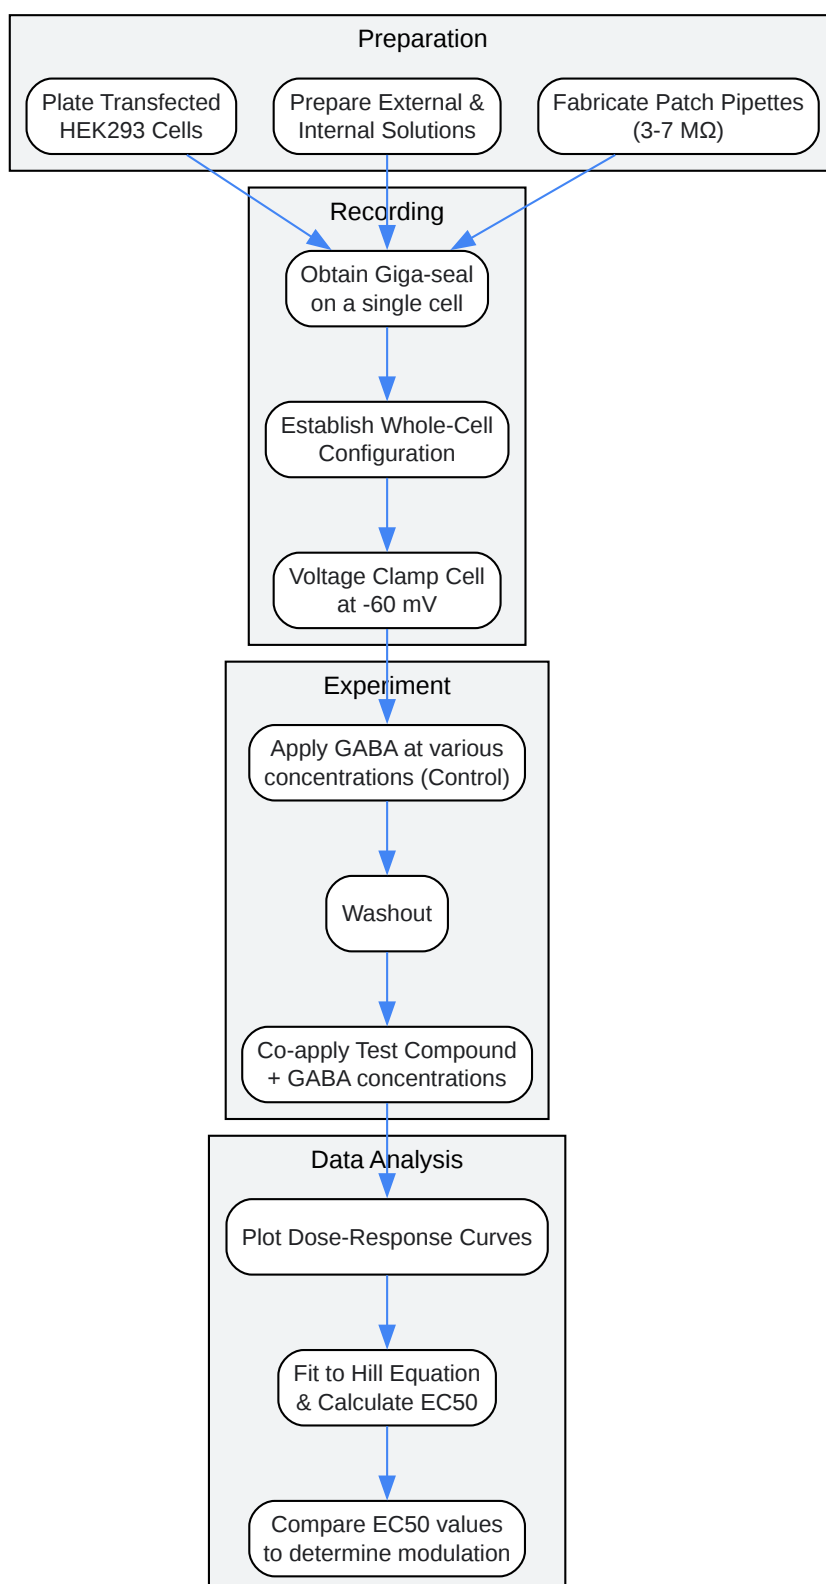 Preparation
Plate Transfected
HEK293 Cells
Prepare External &
Internal Solutions
Fabricate Patch Pipettes
(3-7 MΩ)
Recording
Obtain Giga-seal
on a single cell
Establish Whole-Cell
Configuration
Voltage Clamp Cell
at -60 mV
Experiment
Apply GABA at various
concentrations (Control)
Washout
Co-apply Test Compound
+ GABA concentrations
Data Analysis
Plot Dose-Response Curves
Fit to Hill Equation
& Calculate EC50
Compare EC50 values
to determine modulation